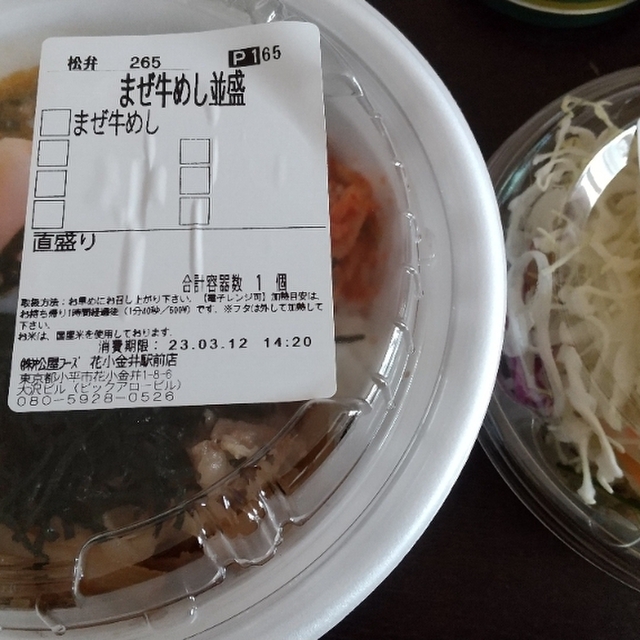 松弁 265 P165
まぜ牛めし並盛
まぜ牛めし
直盛り
合計容器数 1 個
取扱方法：お早めにお召し上がり下さい。【電子レンジ可】加熱目安は、
お持ち帰り1時間経過後（1分40秒／500W）です。※フタは外して加熱して
下さい。
お米は、国産米を使用しております。
消費期限： 23.03.12 14:20
㈱松屋フーズ 花小金井駅前店
東京都小平市花小金井1-8-6
大沢ビル（ビックアロービル）
080-5928-0526